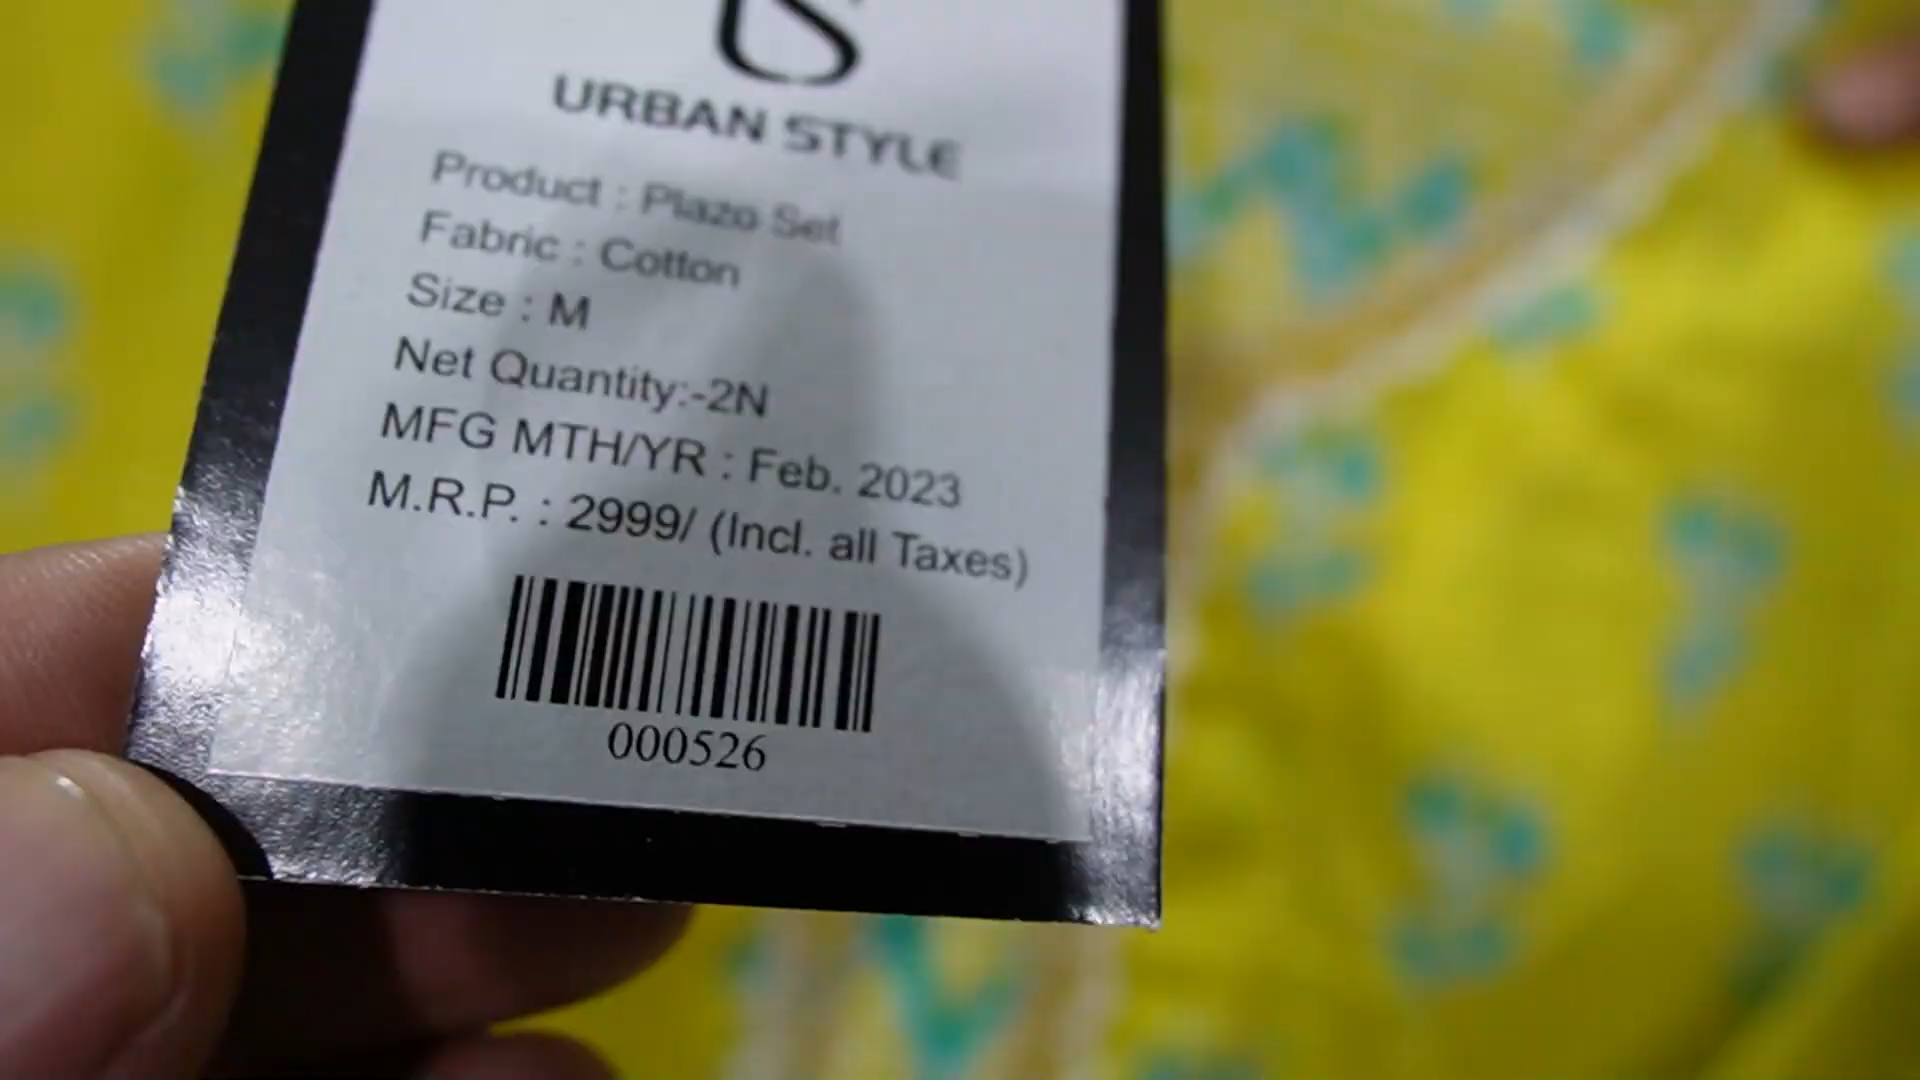 US
URBAN STYLE
Product : Plazo Set
Fabric : Cotton
Size : M
Net Quantity:-2N
MFG MTH/YR : Feb. 2023
M.R.P. : 2999/ (Incl. all Taxes)
000526